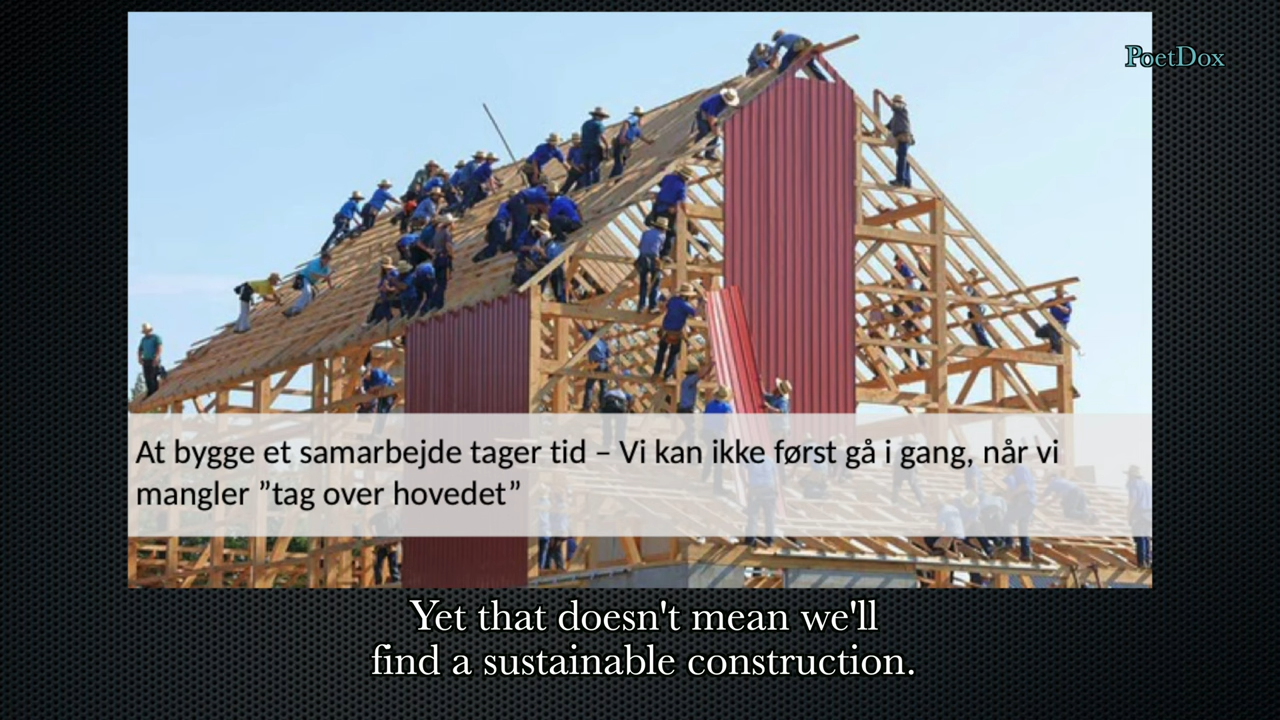 PoetDox
At bygge et samarbejde tager tid – Vi kan ikke først gå i gang, når vi
mangler ”tag over hovedet”
Yet that doesn't mean we'll
find a sustainable construction.